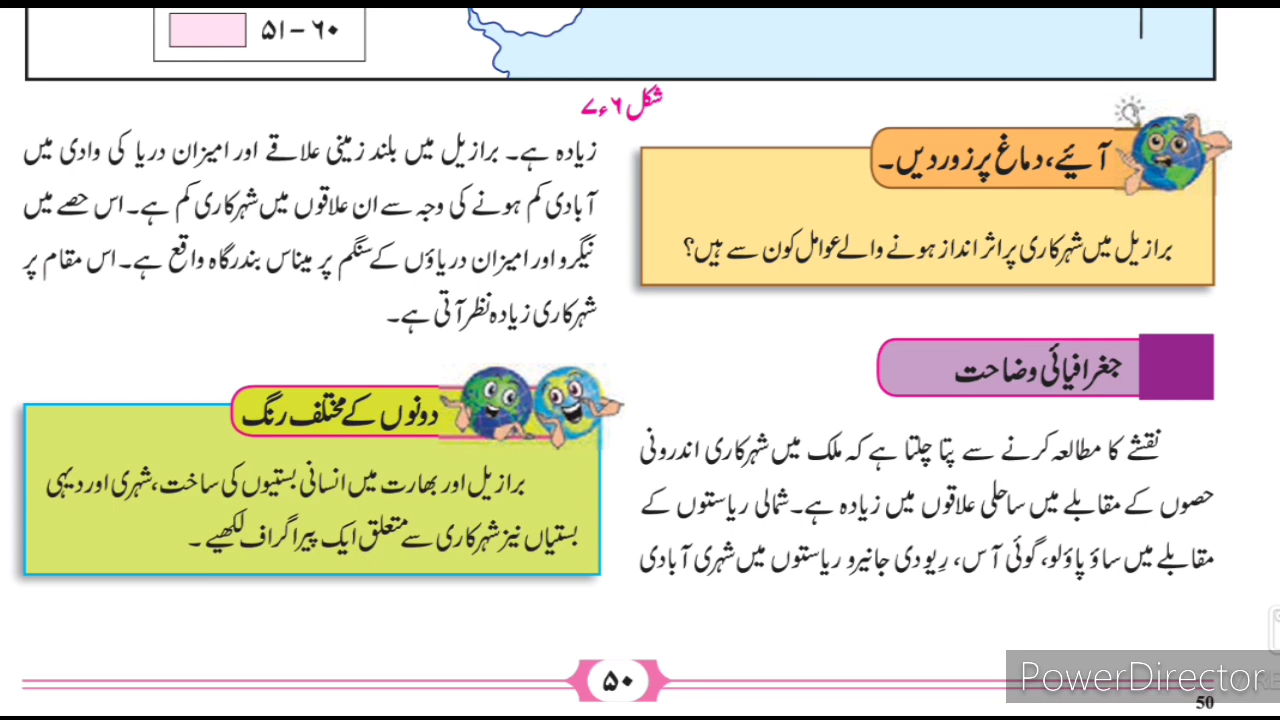 ۵۱ – ۶۰
شکل ۶ء۷
آئیے، دماغ پر زور دیں۔
برازیل میں شہرکاری پر اثر انداز ہونے والے عوامل کون سے ہیں؟
جغرافیائی وضاحت
نقشے کا مطالعہ کرنے سے پتا چلتا ہے کہ ملک میں شہرکاری اندرونی
حصوں کے مقابلے میں ساحلی علاقوں میں زیادہ ہے۔ شمالی ریاستوں کے
مقابلے میں ساؤ پاؤلو، گوئی آس، رِیو دی جانیرو ریاستوں میں شہری آبادی
زیادہ ہے۔ برازیل میں بلند زمینی علاقے اور امیزان دریا کی وادی میں
آبادی کم ہونے کی وجہ سے ان علاقوں میں شہرکاری کم ہے۔ اس حصے میں
نیگرو اور امیزان دریاؤں کے سنگم پر میناس بندرگاہ واقع ہے۔ اس مقام پر
شہرکاری زیادہ نظر آتی ہے۔
دونوں کے مختلف رنگ
برازیل اور بھارت میں انسانی بستیوں کی ساخت، شہری اور دیہی
بستیاں نیز شہرکاری سے متعلق ایک پیراگراف لکھیے۔
۵۰
PowerDirector
50